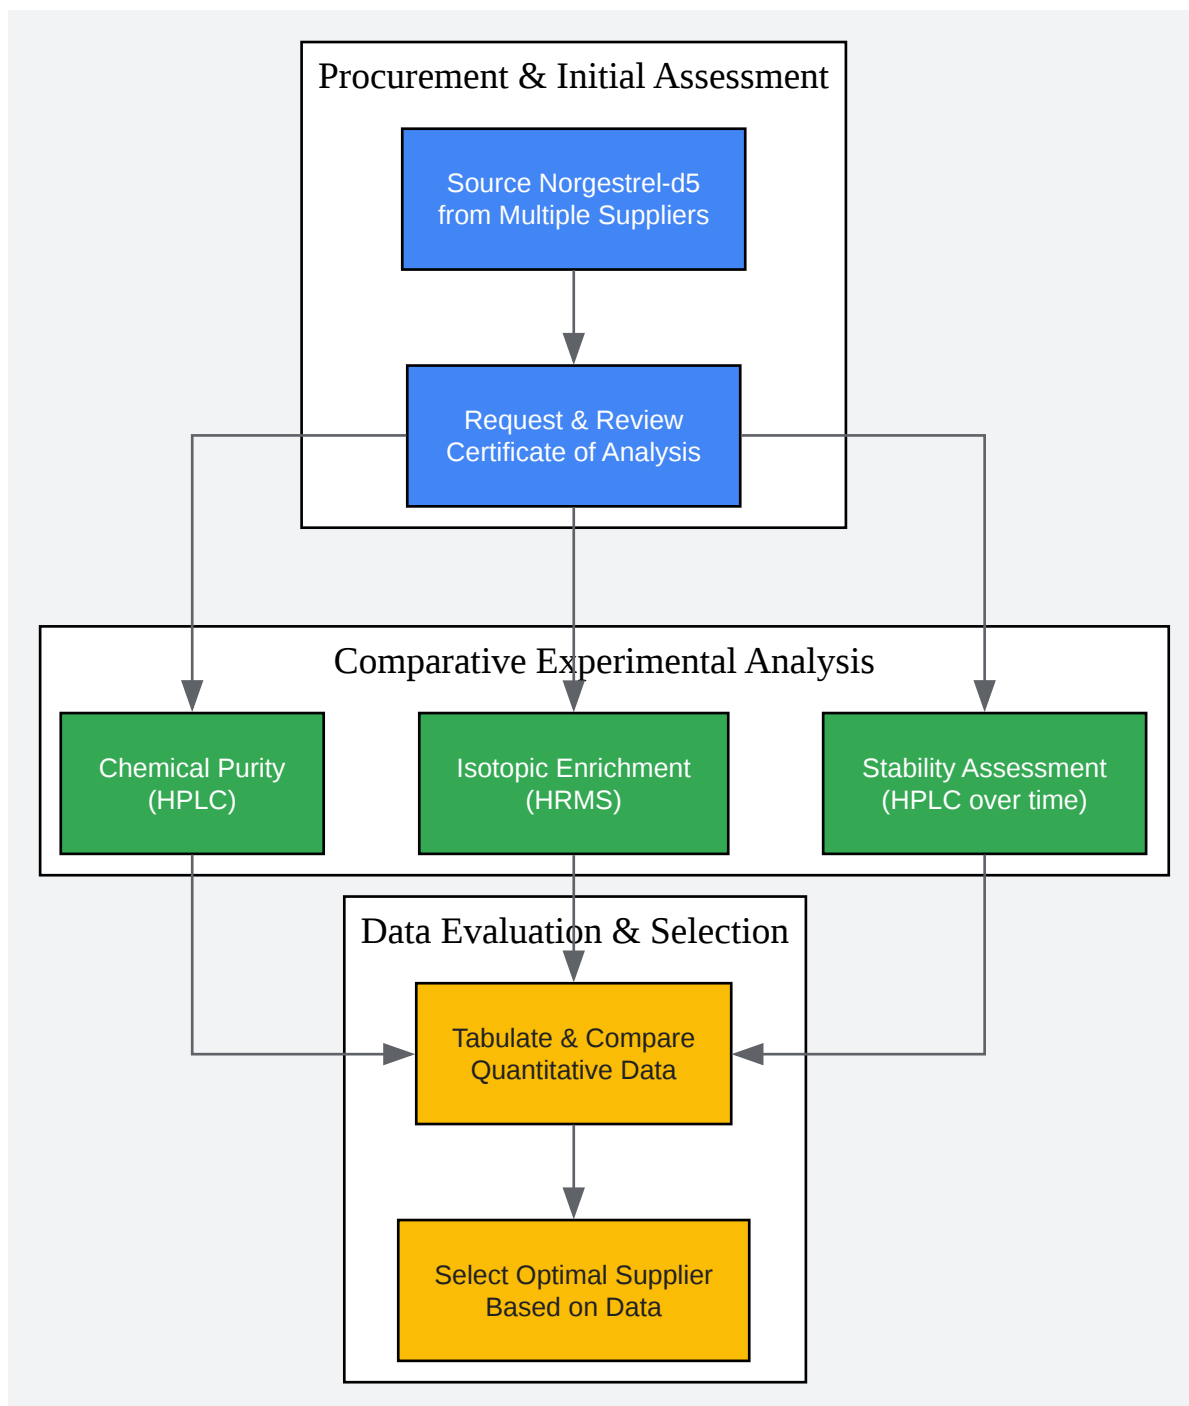 Procurement & Initial Assessment
Source Norgestrel-d5
from Multiple Suppliers
Request & Review
Certificate of Analysis
Comparative Experimental Analysis
Chemical Purity
(HPLC)
Isotopic Enrichment
(HRMS)
Stability Assessment
(HPLC over time)
Data Evaluation & Selection
Tabulate & Compare
Quantitative Data
Select Optimal Supplier
Based on Data